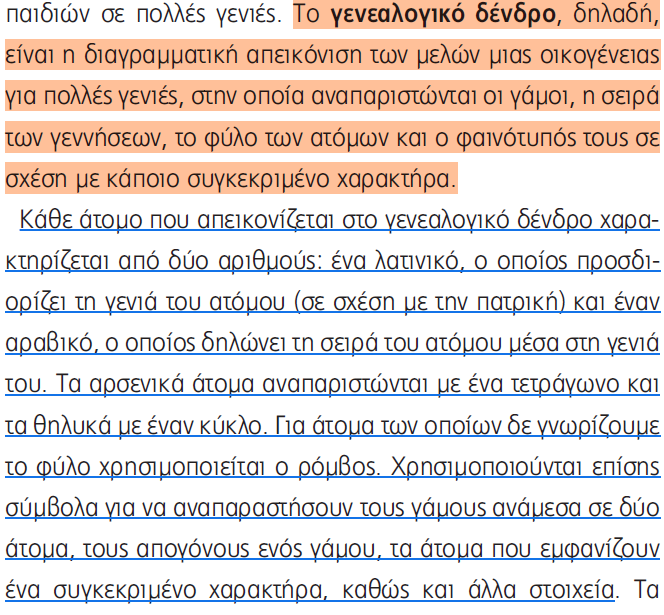 παιδιών σε πολλές γενιές. Το γενεαλογικό δένδρο, δηλαδή,
είναι η διαγραμματική απεικόνιση των μελών μιας οικογένειας
για πολλές γενιές, στην οποία αναπαριστώνται οι γάμοι, η σειρά
των γεννήσεων, το φύλο των ατόμων και ο φαινότυπός τους σε
σχέση με κάποιο συγκεκριμένο χαρακτήρα.
Κάθε άτομο που απεικονίζεται στο γενεαλογικό δένδρο χαρα-
κτηρίζεται από δύο αριθμούς: ένα λατινικό, ο οποίος προσδι-
ορίζει τη γενιά του ατόμου (σε σχέση με την πατρική) και έναν
αραβικό, ο οποίος δηλώνει τη σειρά του ατόμου μέσα στη γενιά
του. Τα αρσενικά άτομα αναπαριστώνται με ένα τετράγωνο και
τα θηλυκά με έναν κύκλο. Για άτομα των οποίων δε γνωρίζουμε
το φύλο χρησιμοποιείται ο ρόμβος. Χρησιμοποιούνται επίσης
σύμβολα για να αναπαραστήσουν τους γάμους ανάμεσα σε δύο
άτομα, τους απογόνους ενός γάμου, τα άτομα που εμφανίζουν
ένα συγκεκριμένο χαρακτήρα, καθώς και άλλα στοιχεία. Τα